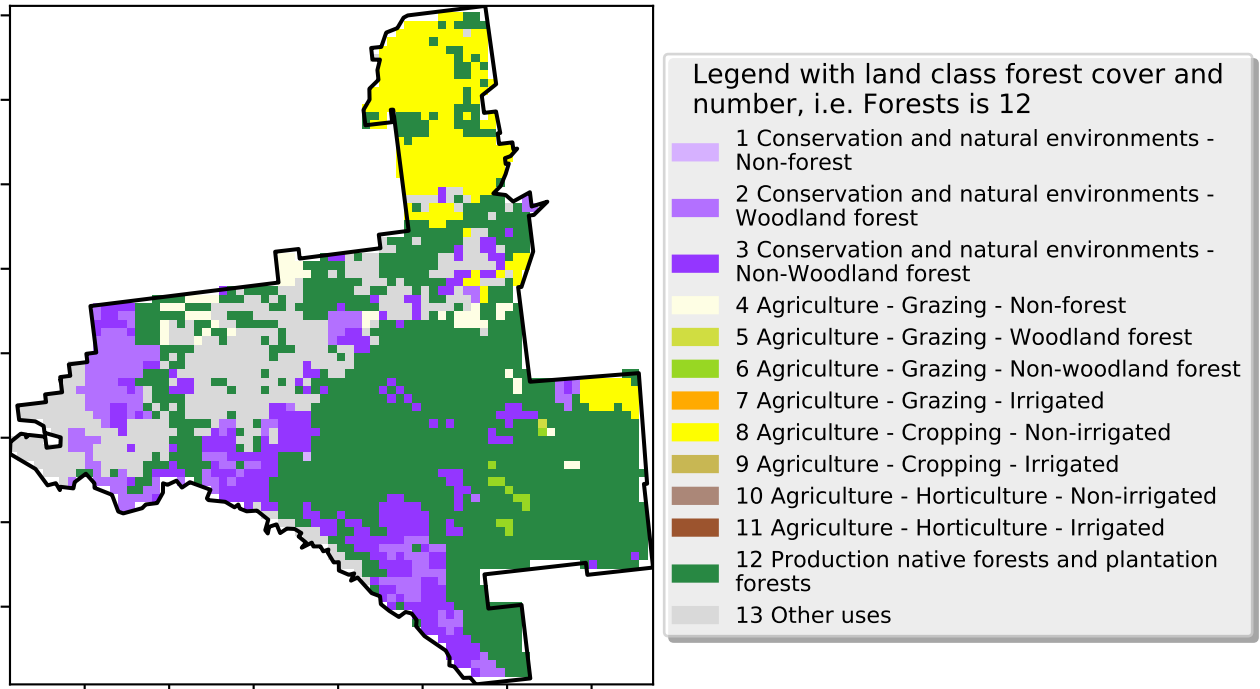 Legend with land class forest cover and
number, i.e. Forests is 12
1 Conservation and natural environments -
Non-forest
2 Conservation and natural environments -
Woodland forest
3 Conservation and natural environments -
Non-Woodland forest
4 Agriculture - Grazing - Non-forest
5 Agriculture - Grazing - Woodland forest
6 Agriculture - Grazing - Non-woodland forest
7 Agriculture - Grazing - Irrigated
8 Agriculture - Cropping - Non-irrigated
9 Agriculture - Cropping - Irrigated
10 Agriculture - Horticulture - Non-irrigated
11 Agriculture - Horticulture - Irrigated
12 Production native forests and plantation
forests
13 Other uses